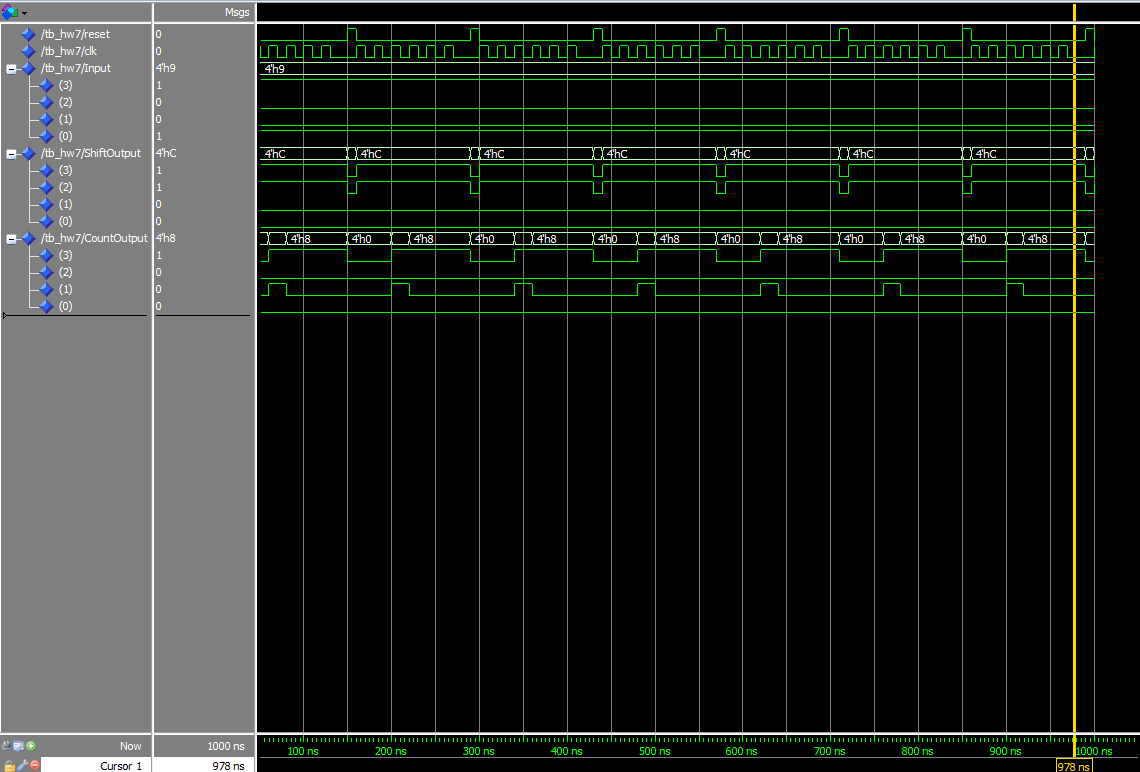 Msgs
/tb_hw7/reset 0
/tb_hw7/clk 0
/tb_hw7/Input 4'h9 4'h9
(3) 1
(2) 0
(1) 0
(0) 1
/tb_hw7/ShiftOutput 4'hC 4'hC 4'hC 4'hC 4'hC 4'hC 4'hC 4'hC
(3) 1
(2) 1
(1) 0
(0) 0
/tb_hw7/CountOutput 4'h8 4'h8 4'h0 4'h8 4'h0 4'h8 4'h0 4'h8 4'h0 4'h8 4'h0 4'h8 4'h0 4'h8
(3) 1
(2) 0
(1) 0
(0) 0
Now 1000 ns 100 ns 200 ns 300 ns 400 ns 500 ns 600 ns 700 ns 800 ns 900 ns 1000 ns
Cursor 1 978 ns 978 ns